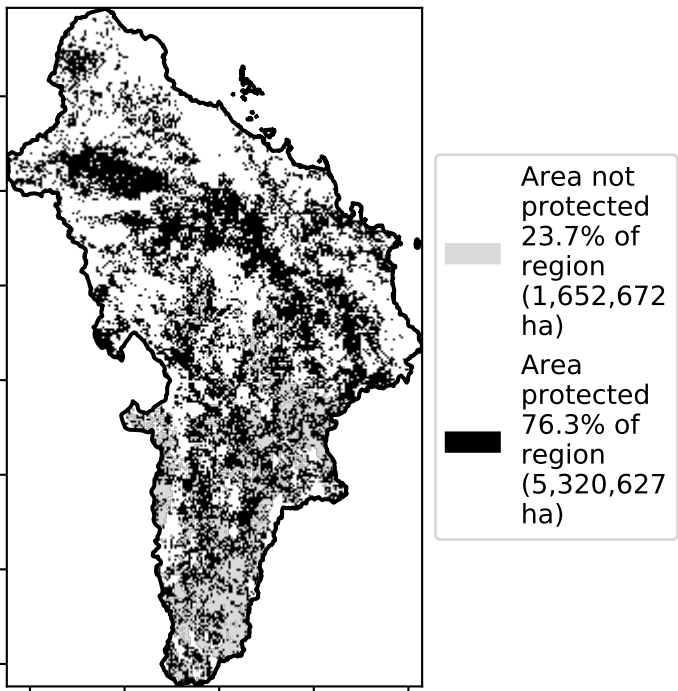 Area not
protected
23.7% of
region
(1,652,672
ha)
Area
protected
76.3% of
region
(5,320,627
ha)